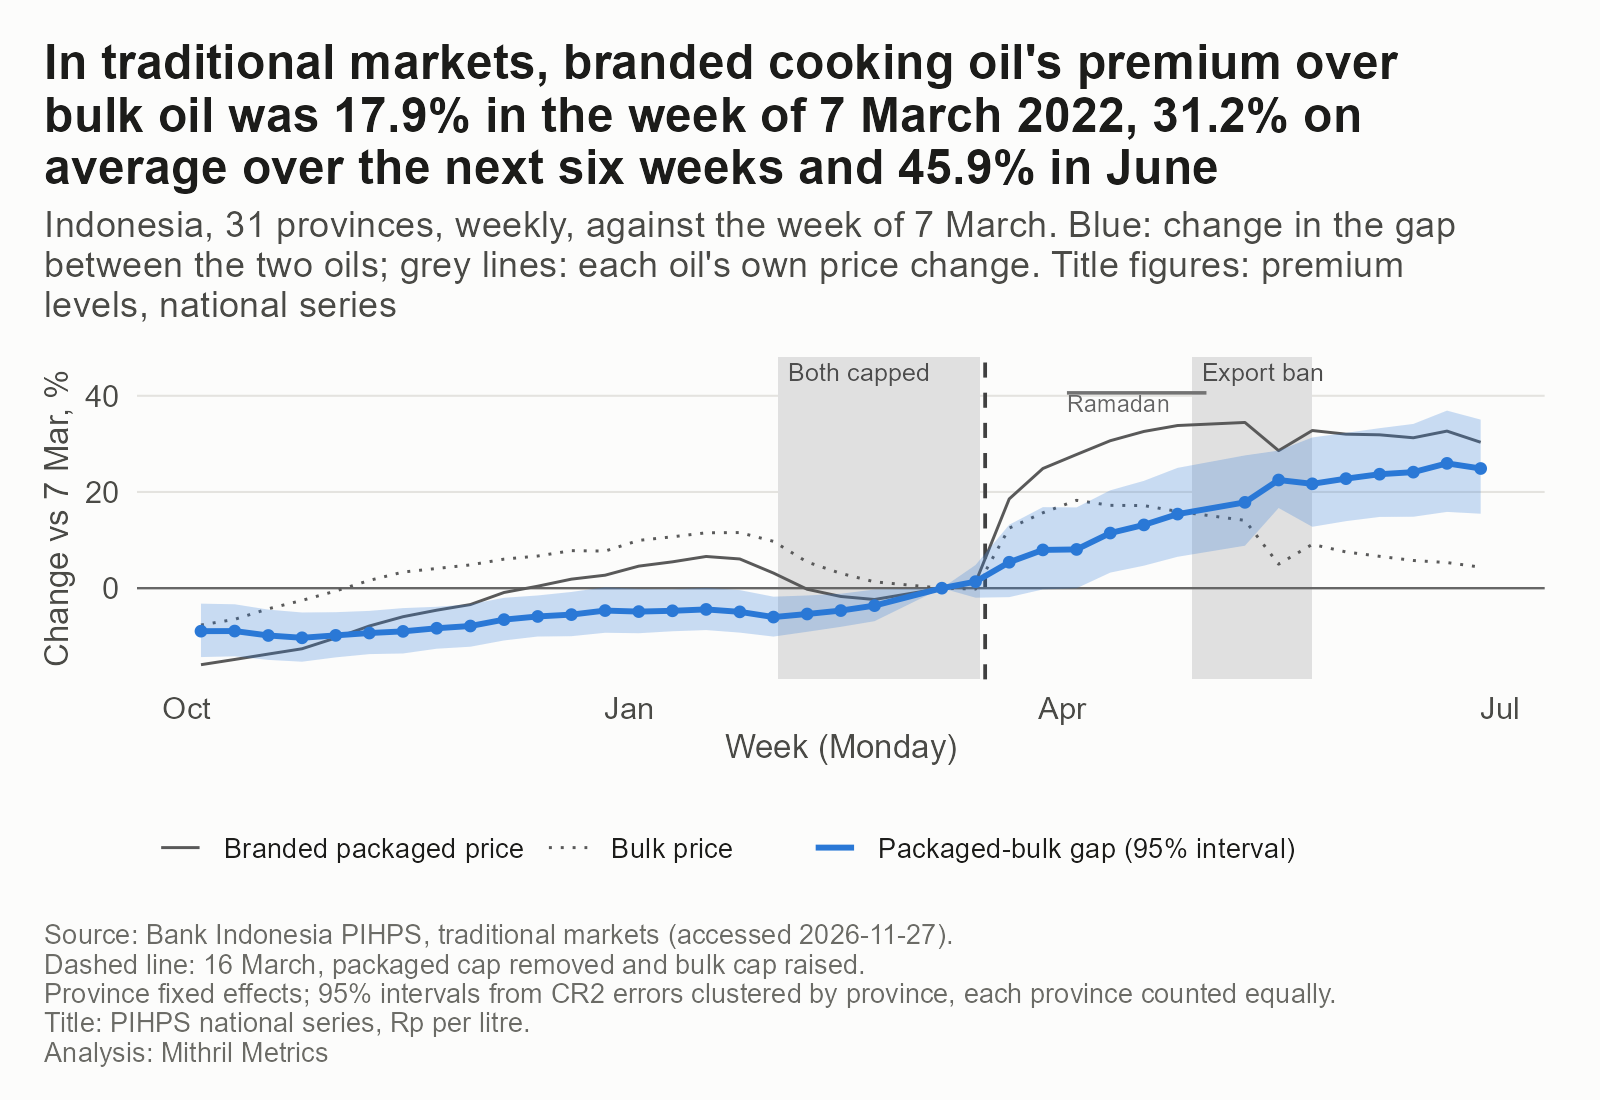 In traditional markets, branded cooking oil's premium over
bulk oil was 17.9% in the week of 7 March 2022, 31.2% on
average over the next six weeks and 45.9% in June
Indonesia, 31 provinces, weekly, against the week of 7 March. Blue: change in the gap
between the two oils; grey lines: each oil's own price change. Title figures: premium
levels, national series
Change vs 7 Mar, %
40
20
0
Both capped
Ramadan
Export ban
Oct
Jan
Apr
Jul
Week (Monday)
Branded packaged price
Bulk price
Packaged-bulk gap (95% interval)
Source: Bank Indonesia PIHPS, traditional markets (accessed 2026-11-27).
Dashed line: 16 March, packaged cap removed and bulk cap raised.
Province fixed effects; 95% intervals from CR2 errors clustered by province, each province counted equally.
Title: PIHPS national series, Rp per litre.
Analysis: Mithril Metrics